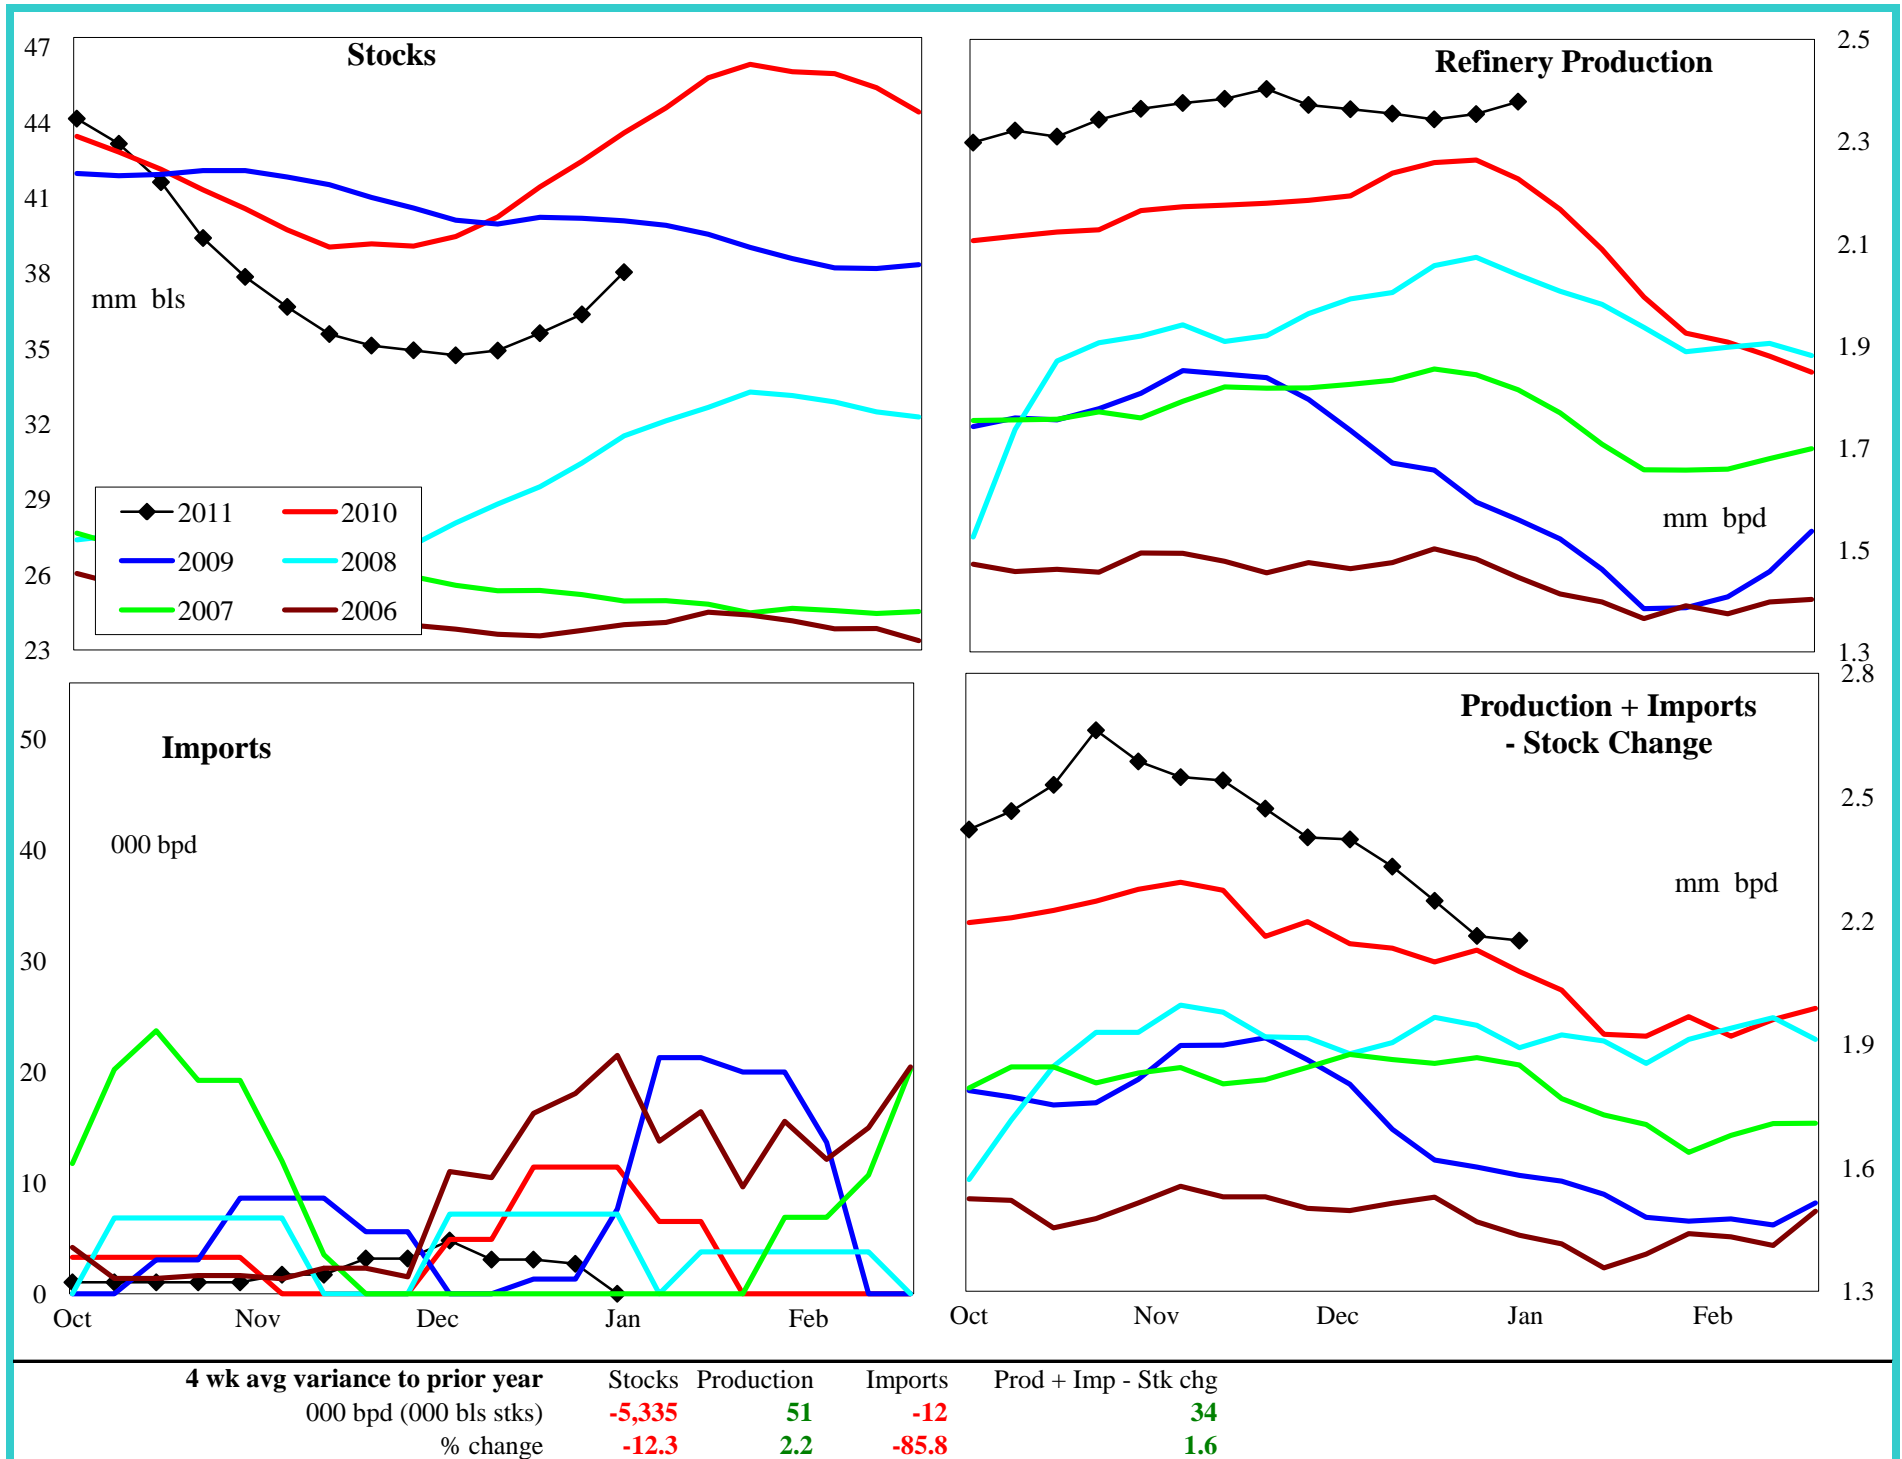 Stocks
47
44
41
38
35
32
29
26
23
mm bls
2011
2010
2009
2008
2007
2006
Refinery Production
2.5
2.3
2.1
1.9
1.7
1.5
1.3
mm bpd
Imports
50
40
30
20
10
0
000 bpd
Oct Nov Dec Jan Feb
Production + Imports
- Stock Change
2.8
2.5
2.2
1.9
1.6
1.3
mm bpd
Oct Nov Dec Jan Feb
4 wk avg variance to prior year Stocks Production Imports Prod + Imp - Stk chg
000 bpd (000 bls stks) -5,335 51 -12 34
% change -12.3 2.2 -85.8 1.6